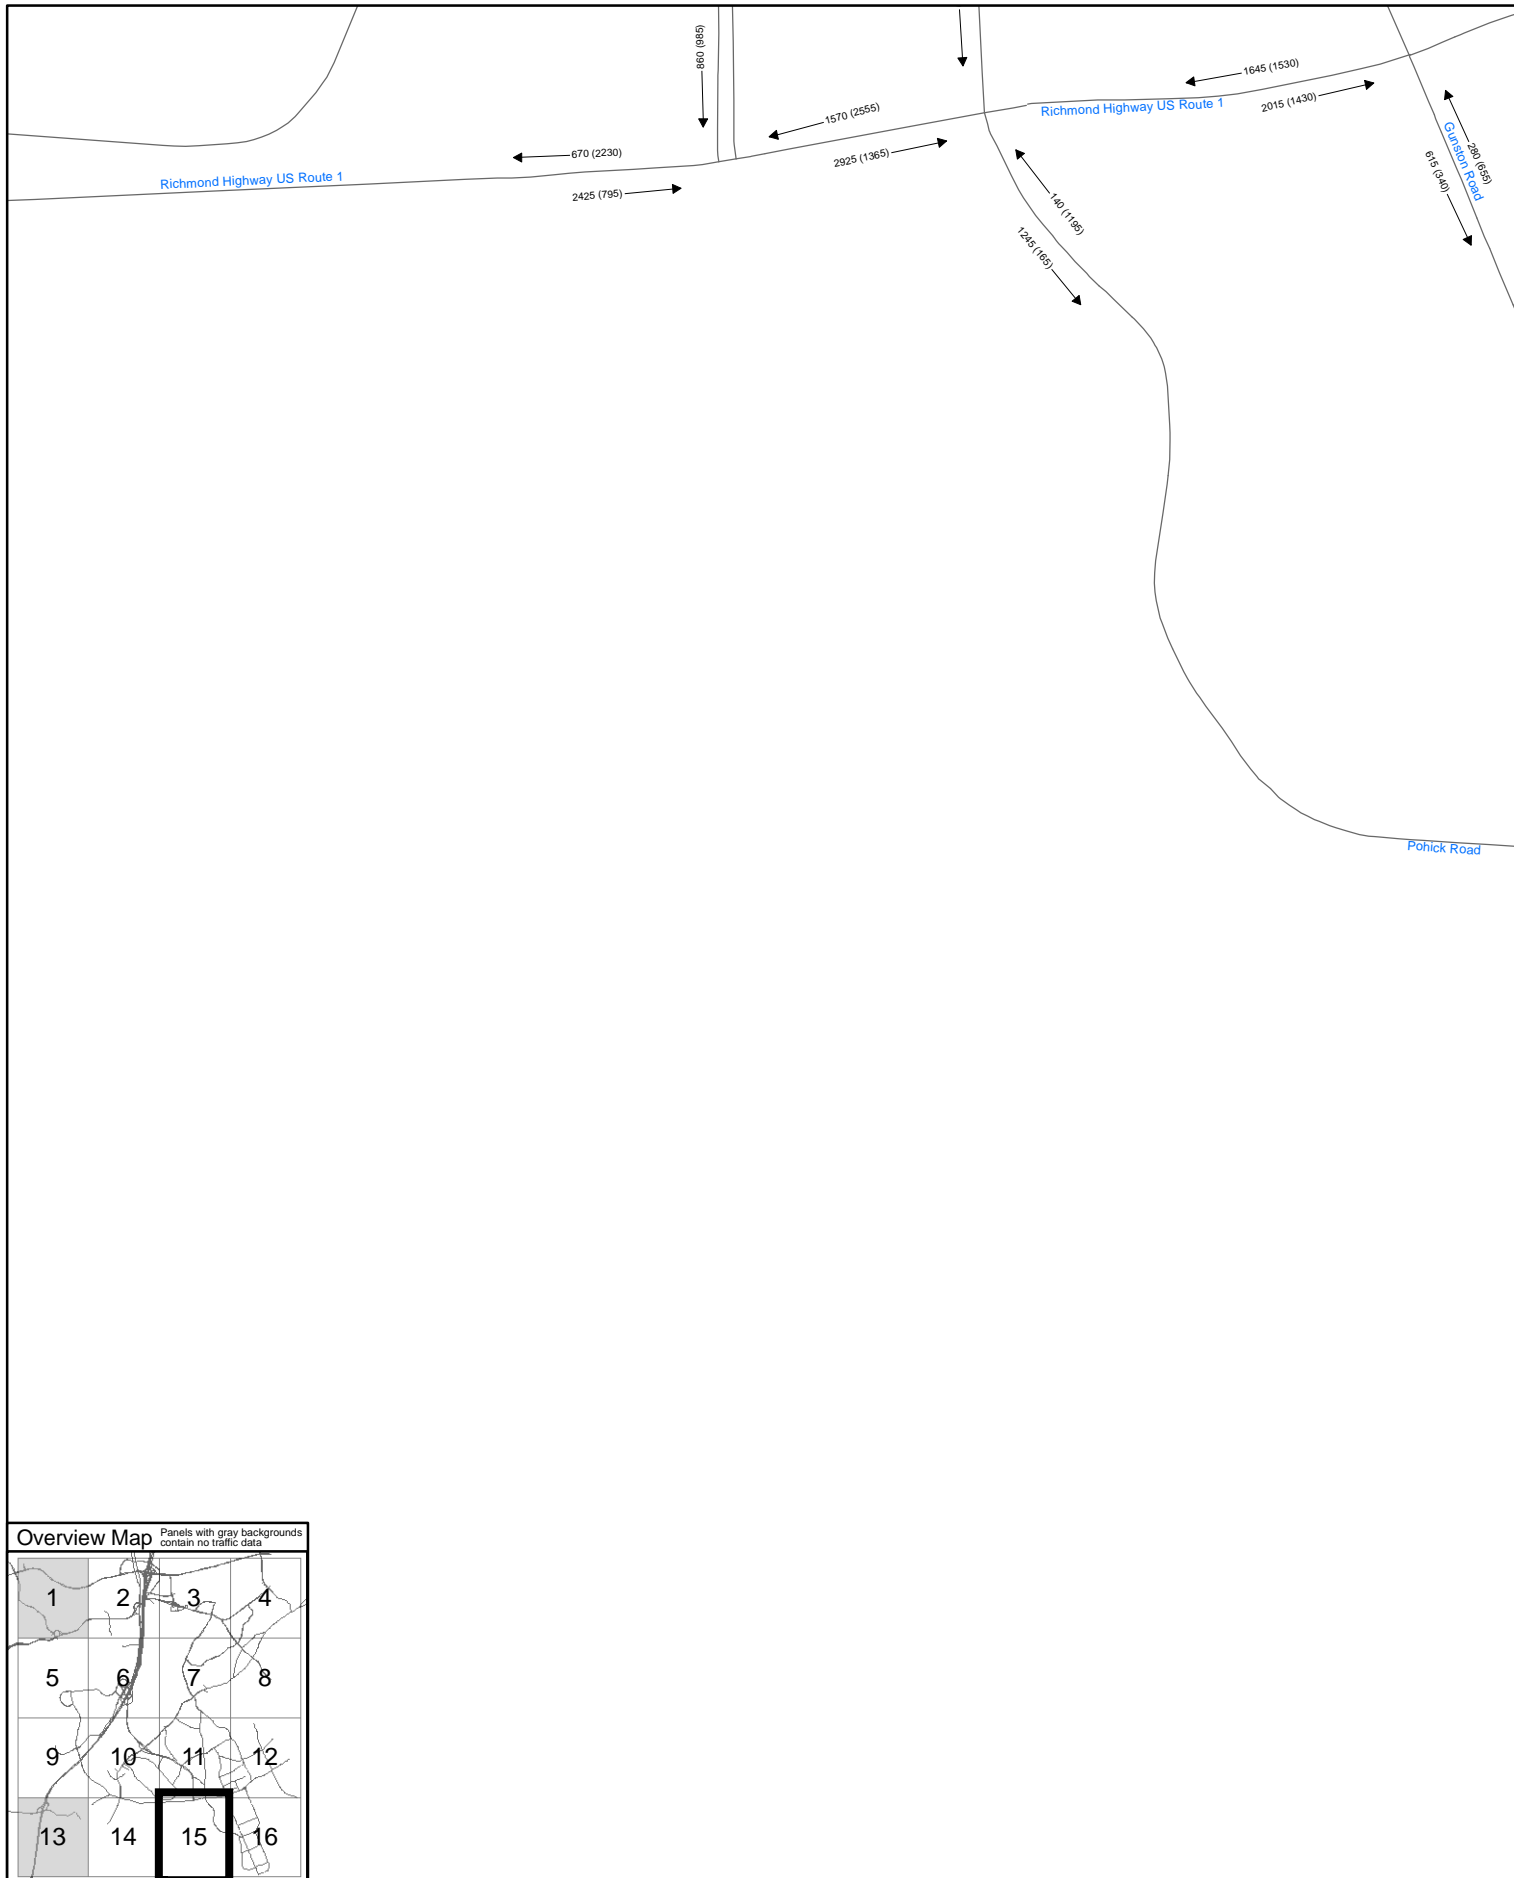 860 (985)
1645 (1530)
Richmond Highway US Route 1
2015 (1430)
1570 (2555)
2925 (1365)
670 (2230)
Richmond Highway US Route 1
2425 (795)
280 (655)
Gunston Road
615 (340)
140 (1195)
1245 (165)
Pohick Road
Overview Map
Panels with gray backgrounds
contain no traffic data
1 2 3 4
5 6 7 8
9 10 11 12
13 14 15 16